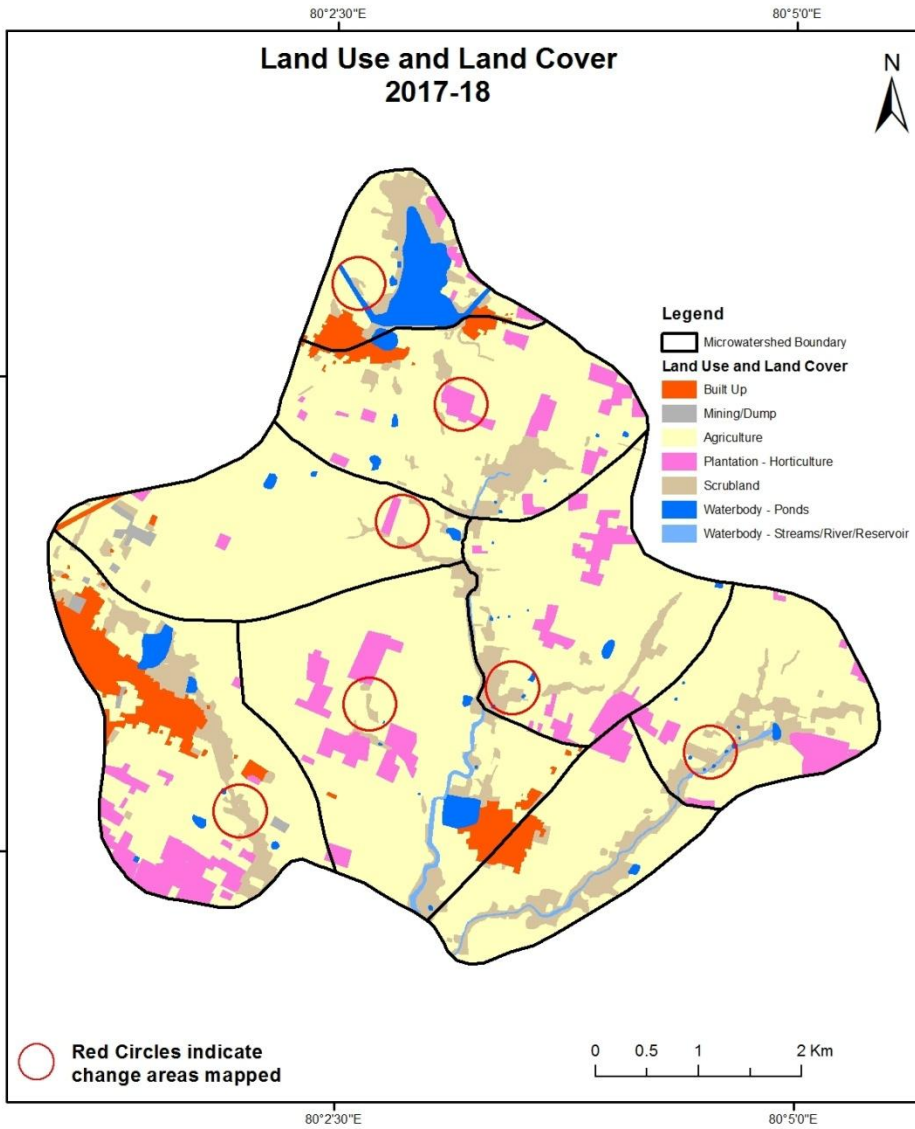 80°2'30"E
80°5'0"E
Land Use and Land Cover
2017-18
N
Legend
Microwatershed Boundary
Land Use and Land Cover
Built Up
Mining/Dump
Agriculture
Plantation - Horticulture
Scrubland
Waterbody - Ponds
Waterbody - Streams/River/Reservoir
Red Circles indicate
change areas mapped
0 0.5 1 2 Km
80°2'30"E
80°5'0"E